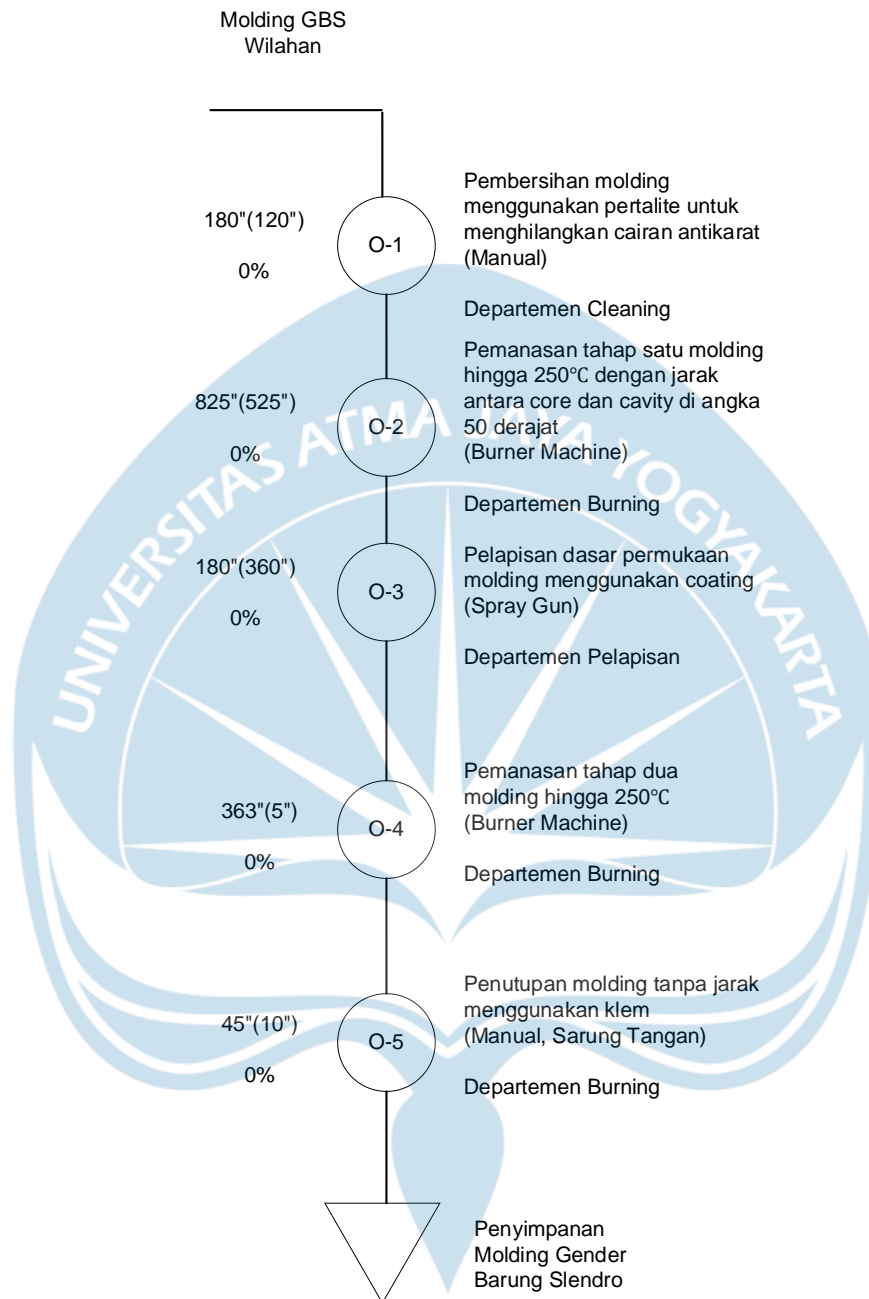 Molding GBS
Wilahan
180"(120")
0%
O-1
Pembersihan molding
menggunakan pertalite untuk
menghilangkan cairan antikarat
(Manual)
Departemen Cleaning
825"(525")
0%
O-2
Pemanasan tahap satu molding
hingga 250℃ dengan jarak
antara core dan cavity di angka
50 derajat
(Burner Machine)
Departemen Burning
180"(360")
0%
O-3
Pelapisan dasar permukaan
molding menggunakan coating
(Spray Gun)
Departemen Pelapisan
363"(5")
0%
O-4
Pemanasan tahap dua
molding hingga 250℃
(Burner Machine)
Departemen Burning
45"(10")
0%
O-5
Penutupan molding tanpa jarak
menggunakan klem
(Manual, Sarung Tangan)
Departemen Burning
Penyimpanan
Molding Gender
Barung Slendro
UNIVERSITAS ATMA JAYA YOGYAKARTA